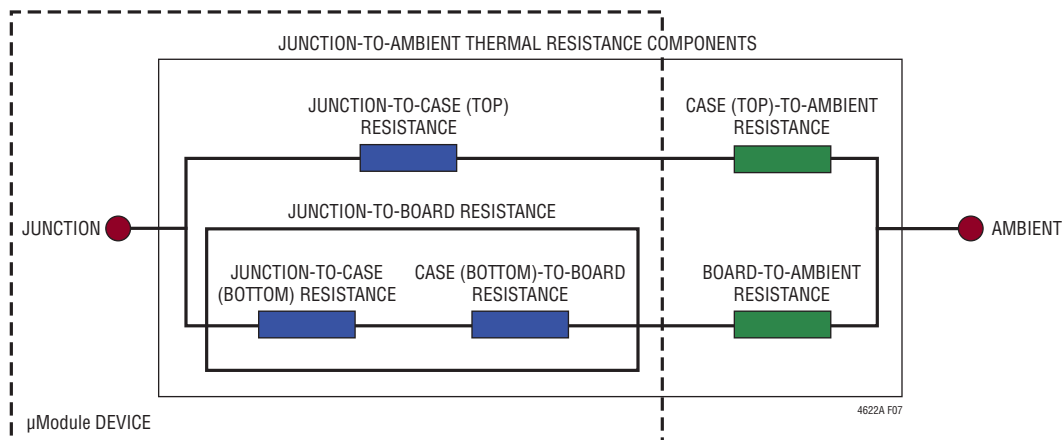 JUNCTION-TO-AMBIENT THERMAL RESISTANCE COMPONENTS
JUNCTION-TO-CASE (TOP)
RESISTANCE
CASE (TOP)-TO-AMBIENT
RESISTANCE
JUNCTION
JUNCTION-TO-BOARD RESISTANCE
AMBIENT
JUNCTION-TO-CASE
(BOTTOM) RESISTANCE
CASE (BOTTOM)-TO-BOARD
RESISTANCE
BOARD-TO-AMBIENT
RESISTANCE
4622A F07
µModule DEVICE